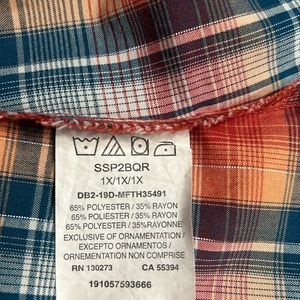 SSP2BQR
1X/1X/1X
DB2-19D-MFTH35491
65% POLYESTER / 35% RAYON
65% POLIESTER / 35% RAYON
65% POLYESTER / 35% RAYONNE
EXCLUSIVE OF ORNAMENTATION /
EXCEPTO ORNAMENTOS /
ORNEMENTATION NON COMPRISE
RN 130273 CA 55394
191057593666